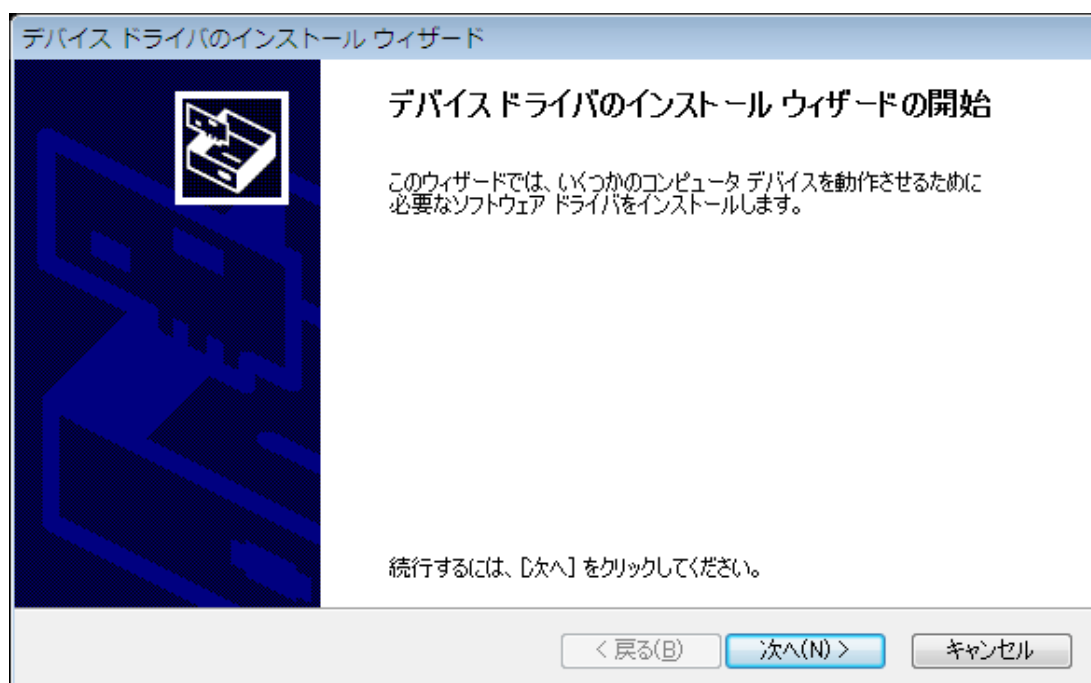 デバイス ドライバのインストール ウィザード
デバイス ドライバのインストール ウィザードの開始
このウィザードでは、いくつかのコンピュータ デバイスを動作させるために
必要なソフトウェア ドライバをインストールします。
続行するには、[次へ] をクリックしてください。
< 戻る(B) 次へ(N) > キャンセル